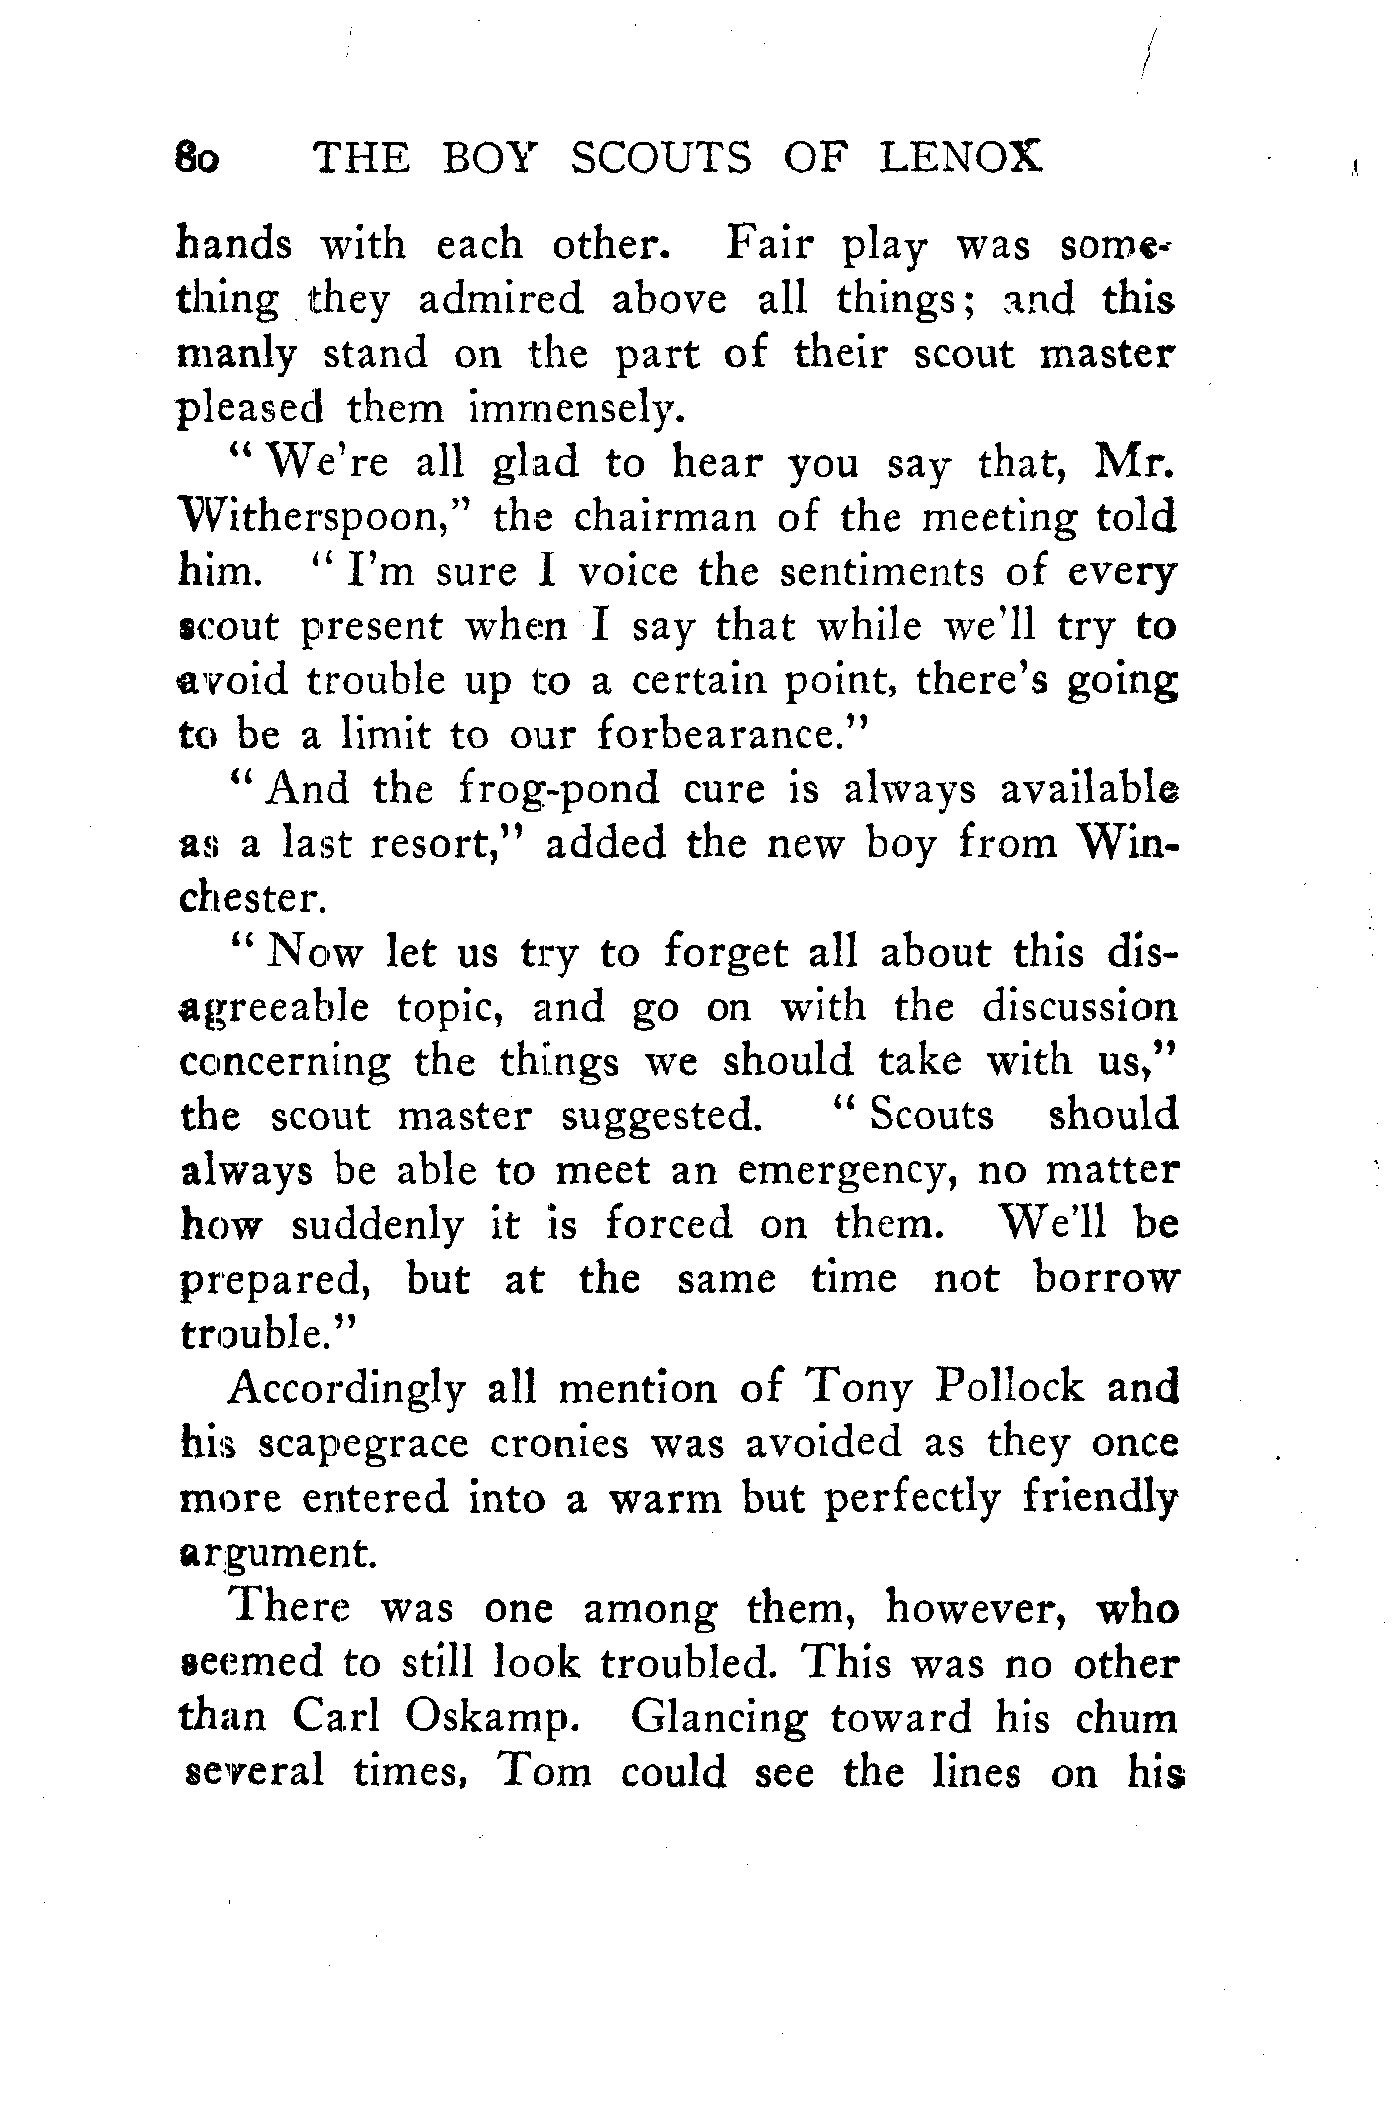 80 THE BOY SCOUTS OF LENOX
hands with each other. Fair play was some-
thing they admired above all things; and this
manly stand on the part of their scout master
pleased them immensely.
"We're all glad to hear you say that, Mr.
Witherspoon," the chairman of the meeting told
him. "I'm sure I voice the sentiments of every
scout present when I say that while we'll try to
avoid trouble up to a certain point, there's going
to be a limit to our forbearance."
"And the frog-pond cure is always available
as a last resort," added the new boy from Win-
chester.
"Now let us try to forget all about this dis-
agreeable topic, and go on with the discussion
concerning the things we should take with us,"
the scout master suggested. "Scouts should
always be able to meet an emergency, no matter
how suddenly it is forced on them. We'll be
prepared, but at the same time not borrow
trouble."
Accordingly all mention of Tony Pollock and
his scapegrace cronies was avoided as they once
more entered into a warm but perfectly friendly
argument.
There was one among them, however, who
seemed to still look troubled. This was no other
than Carl Oskamp. Glancing toward his chum
several times, Tom could see the lines on his